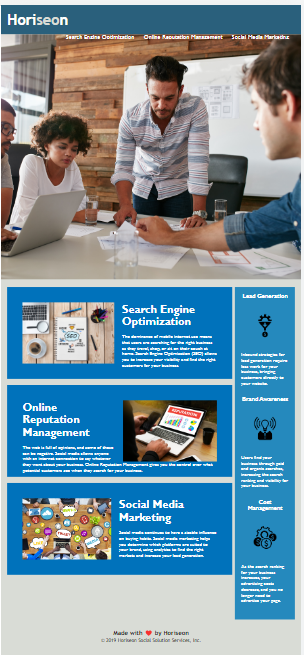 Horiseon
Search Engine Optimization Online Reputation Management Social Media Marketing
Search Engine
Optimization
The dominance of mobile internet use means
that users are searching for the right business
as they travel, shop, or sit on their couch at
home. Search Engine Optimization (SEO) allows
you to increase your visibility and find the right
customers for your business.
Online
Reputation
Management
The web is full of opinions, and some of these
can be negative. Social media allows anyone
with an internet connection to say whatever
they want about your business. Online Reputation Management gives you the control over what
potential customers see when they search for your business.
Social Media
Marketing
Social media continues to have a sizable influence
on buying habits. Social media marketing helps
you determine which platforms are suited to
your brand, using analytics to find the right
markets and increase your lead generation.
Lead Generation
Inbound strategies for
lead generation require
less work for your
business, bringing
customers directly to
your website.
Brand Awareness
Users find your
business through paid
and organic searches,
increasing the search
ranking and visibility for
your business.
Cost
Management
As the search ranking
for your business
increases, your
advertising costs
decrease, and you no
longer need to
advertise your page.
SEO
REPUTATION
Made with ❤️ by Horiseon
© 2019 Horiseon Social Solution Services, Inc.